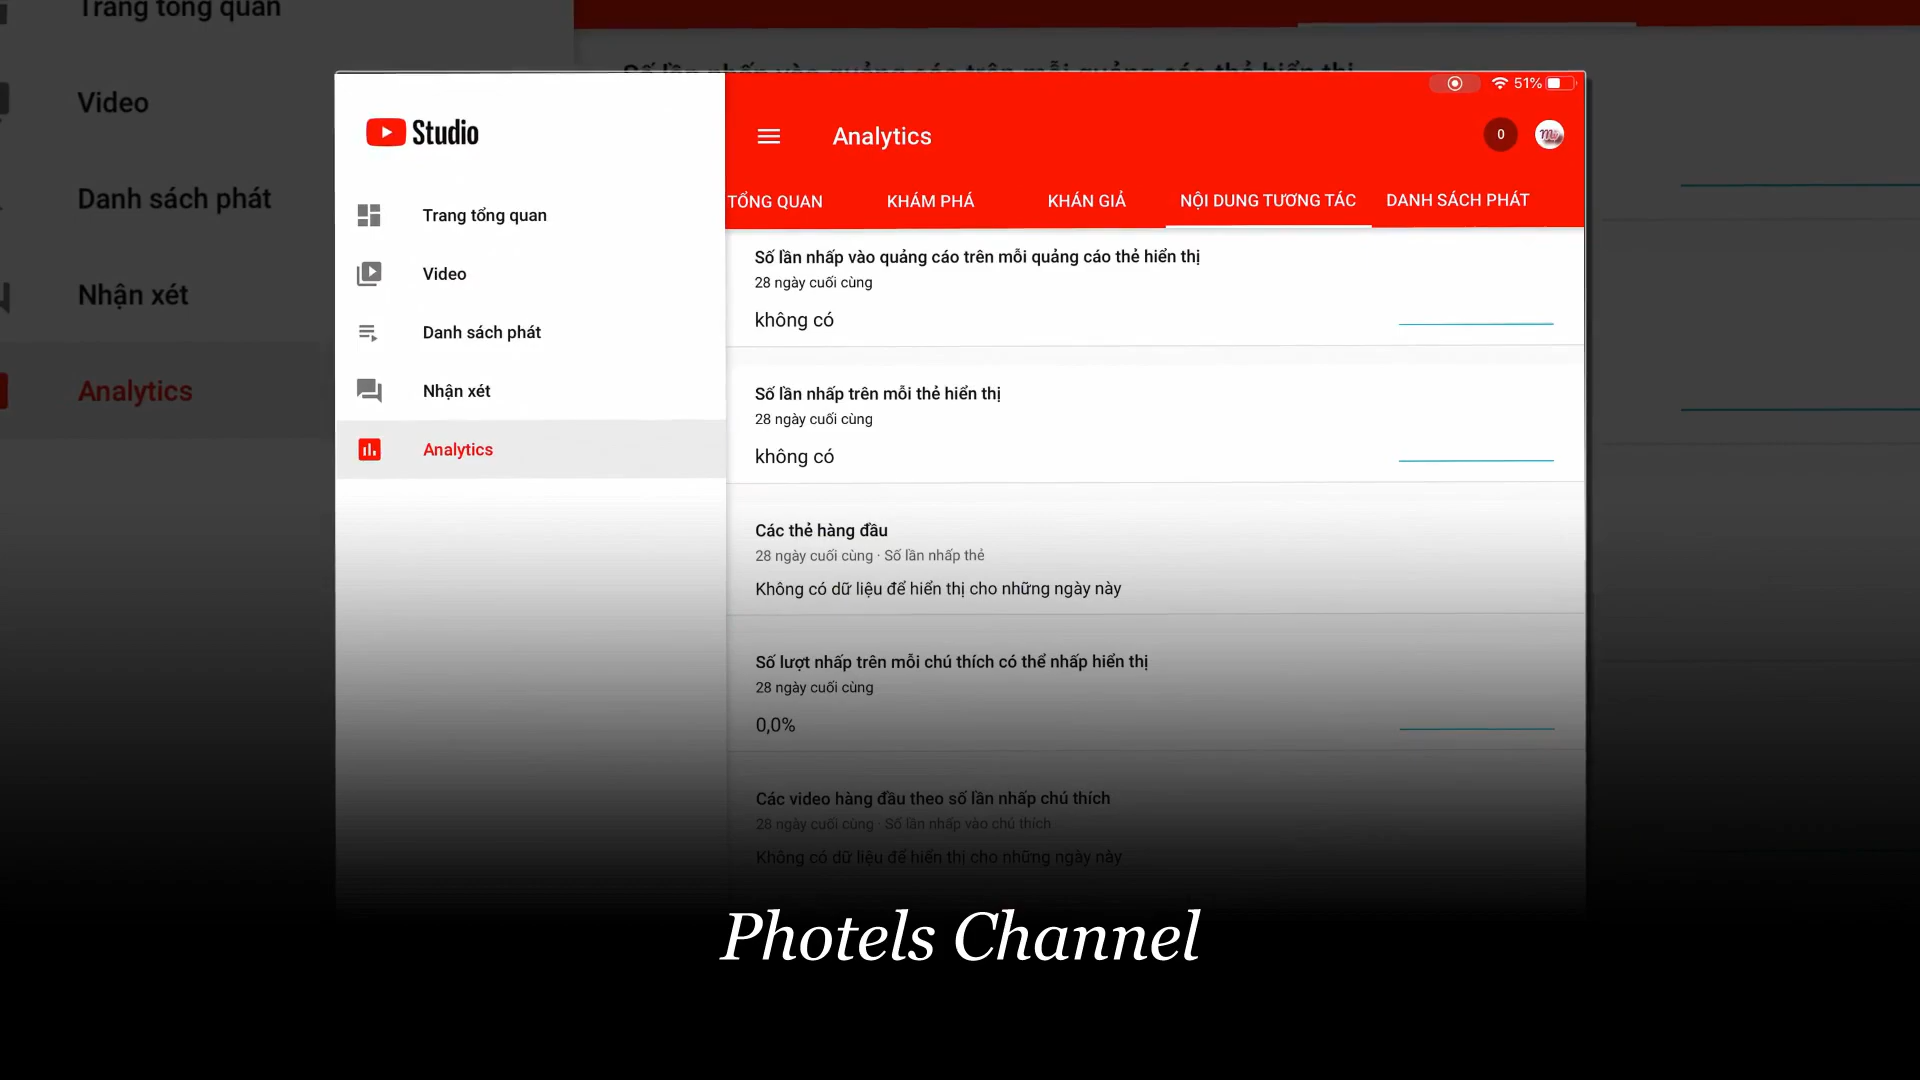 Trang tổng quan
Video
Danh sách phát
Nhận xét
Analytics
Studio
Trang tổng quan
Video
Danh sách phát
Nhận xét
Analytics
51%
Analytics
0
TỔNG QUAN
KHÁM PHÁ
KHÁN GIẢ
NỘI DUNG TƯƠNG TÁC
DANH SÁCH PHÁT
Số lần nhấp vào quảng cáo trên mỗi quảng cáo thẻ hiển thị
28 ngày cuối cùng
không có
Số lần nhấp trên mỗi thẻ hiển thị
28 ngày cuối cùng
không có
Các thẻ hàng đầu
28 ngày cuối cùng · Số lần nhấp thẻ
Không có dữ liệu để hiển thị cho những ngày này
Số lượt nhấp trên mỗi chú thích có thể nhấp hiển thị
28 ngày cuối cùng
0,0%
Các video hàng đầu theo số lần nhấp chú thích
28 ngày cuối cùng · Số lần nhấp vào chú thích
Không có dữ liệu để hiển thị cho những ngày này
Photels Channel